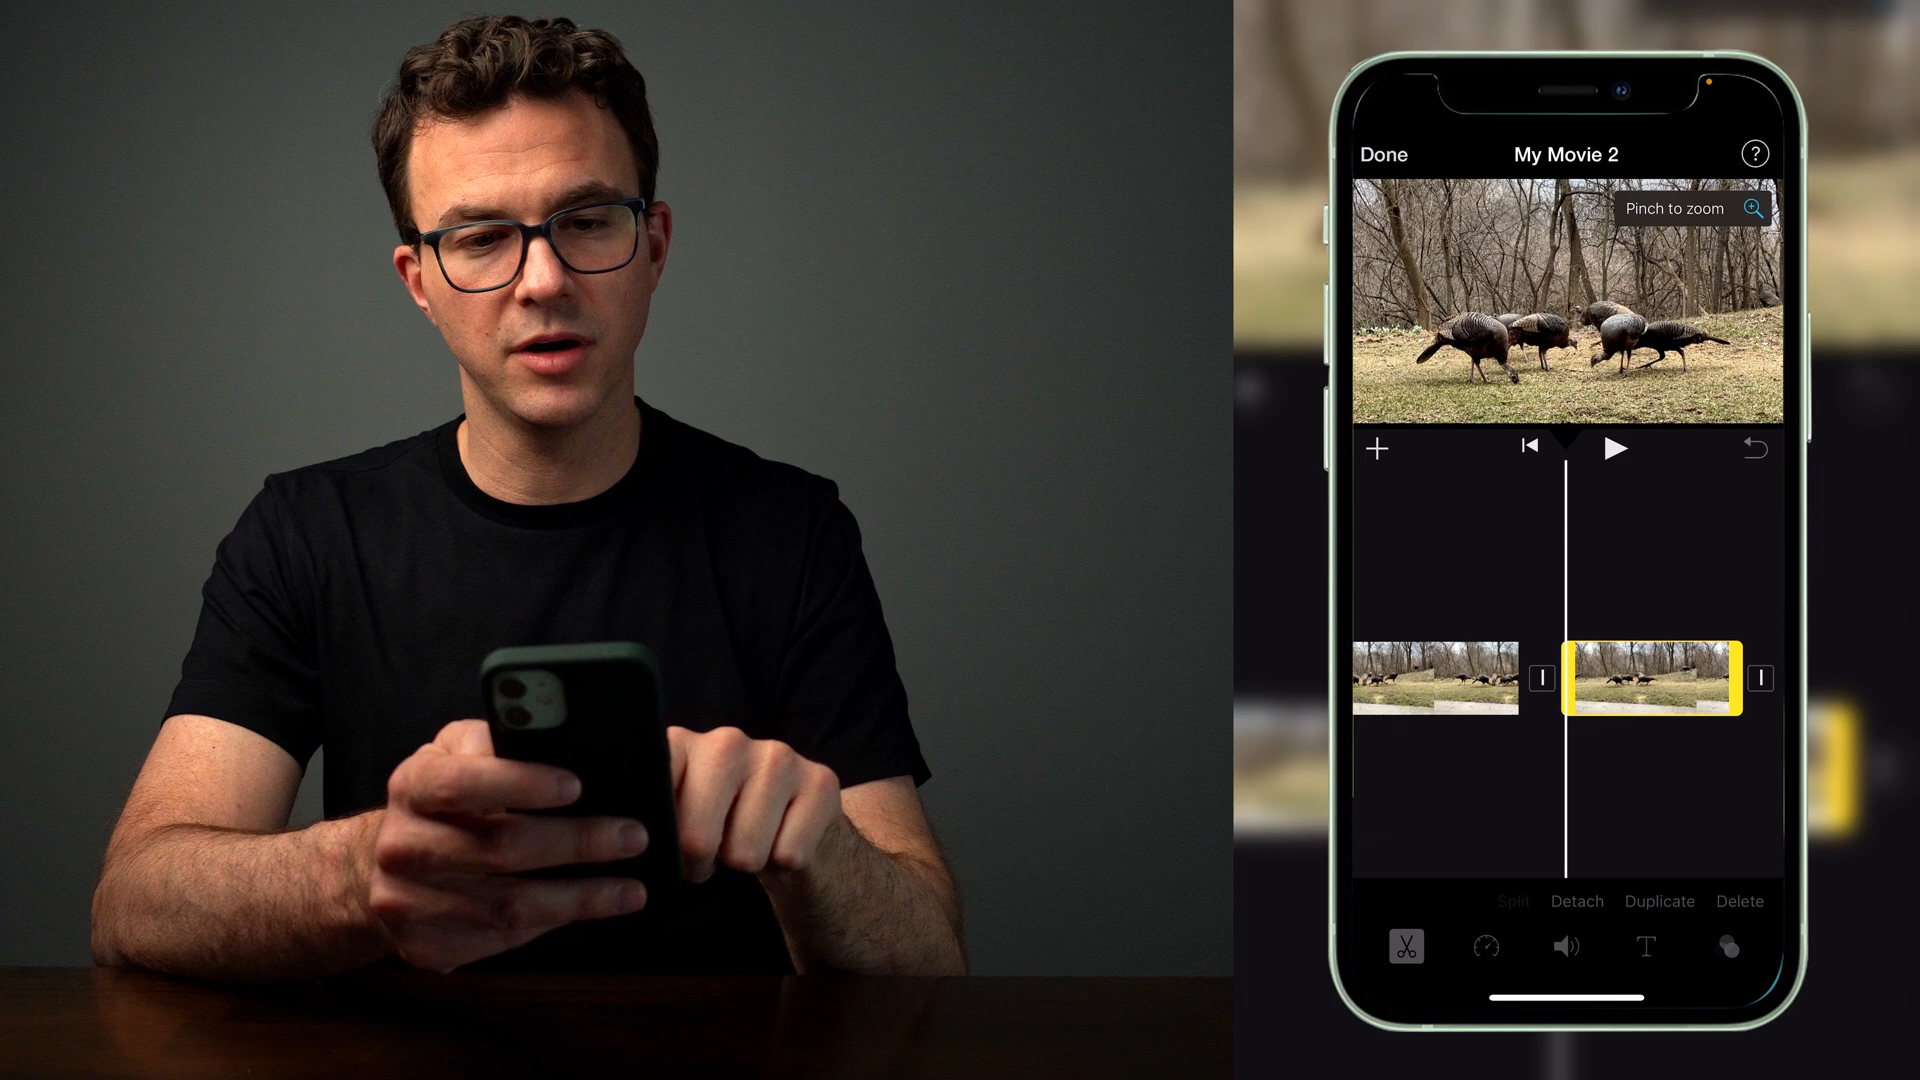 Done
My Movie 2
?
Pinch to zoom
Split
Detach
Duplicate
Delete
T